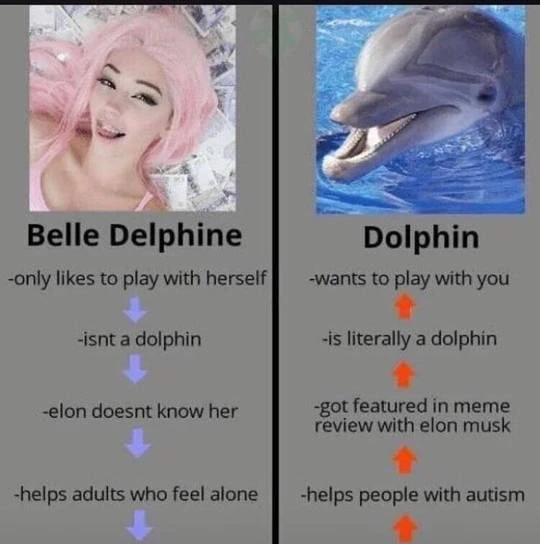 Belle Delphine
-only likes to play with herself
-isnt a dolphin
-elon doesnt know her
-helps adults who feel alone
Dolphin
-wants to play with you
-is literally a dolphin
-got featured in meme
review with elon musk
-helps people with autism